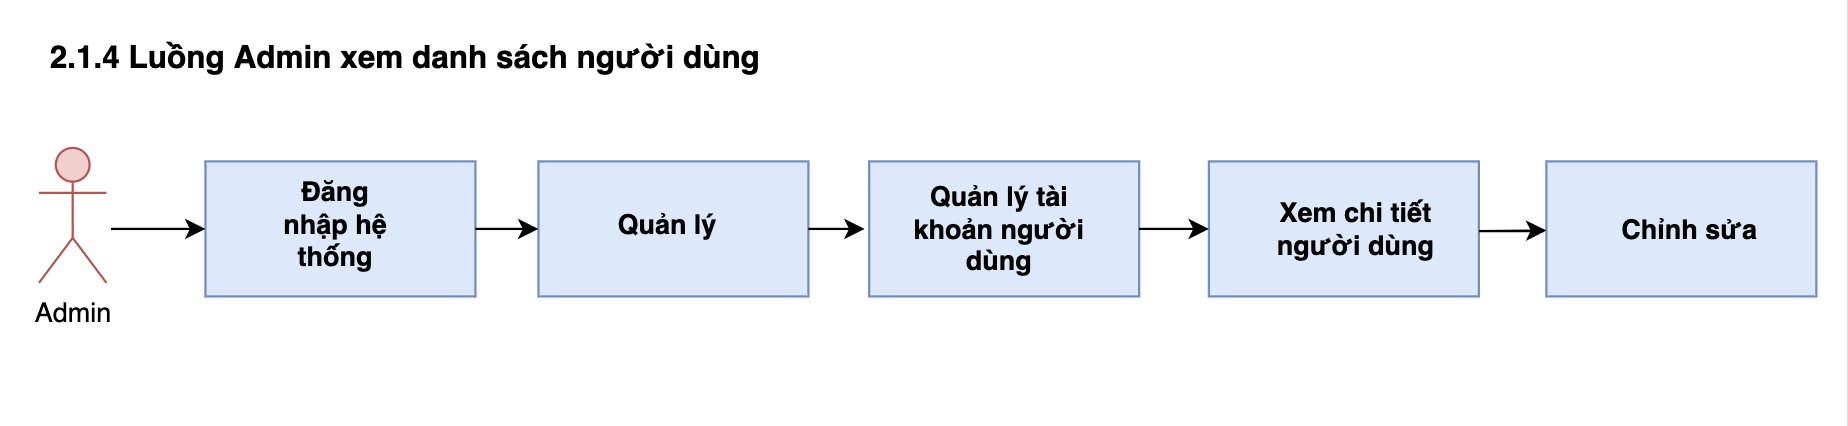 2.1.4 Luồng Admin xem danh sách người dùng
Admin
Đăng
nhập hệ
thống
Quản lý
Quản lý tài
khoản người
dùng
Xem chi tiết
người dùng
Chỉnh sửa